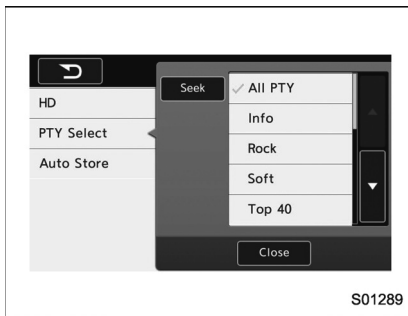 HD
PTY Select
Auto Store
Seek
All PTY
Info
Rock
Soft
Top 40
Close
S01289